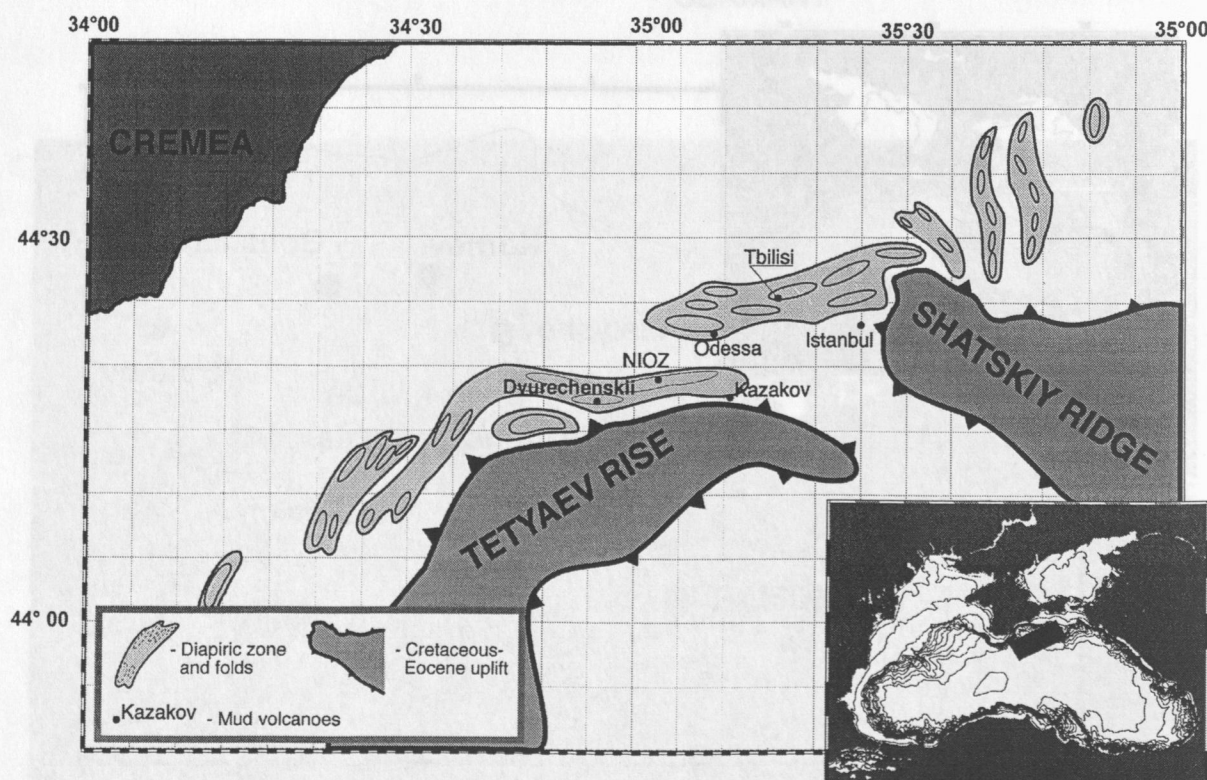 34°00 34°30 35°00 35°30 35°00
CREMEA
44°30
Tbilisi
Odessa
Istanbul
SHATSKIY RIDGE
NIOZ
Dvurechenskii
Kazakov
TETYAEV RISE
44° 00
- Diapiric zone
and folds
- Cretaceous-
Eocene uplift
Kazakov - Mud volcanoes